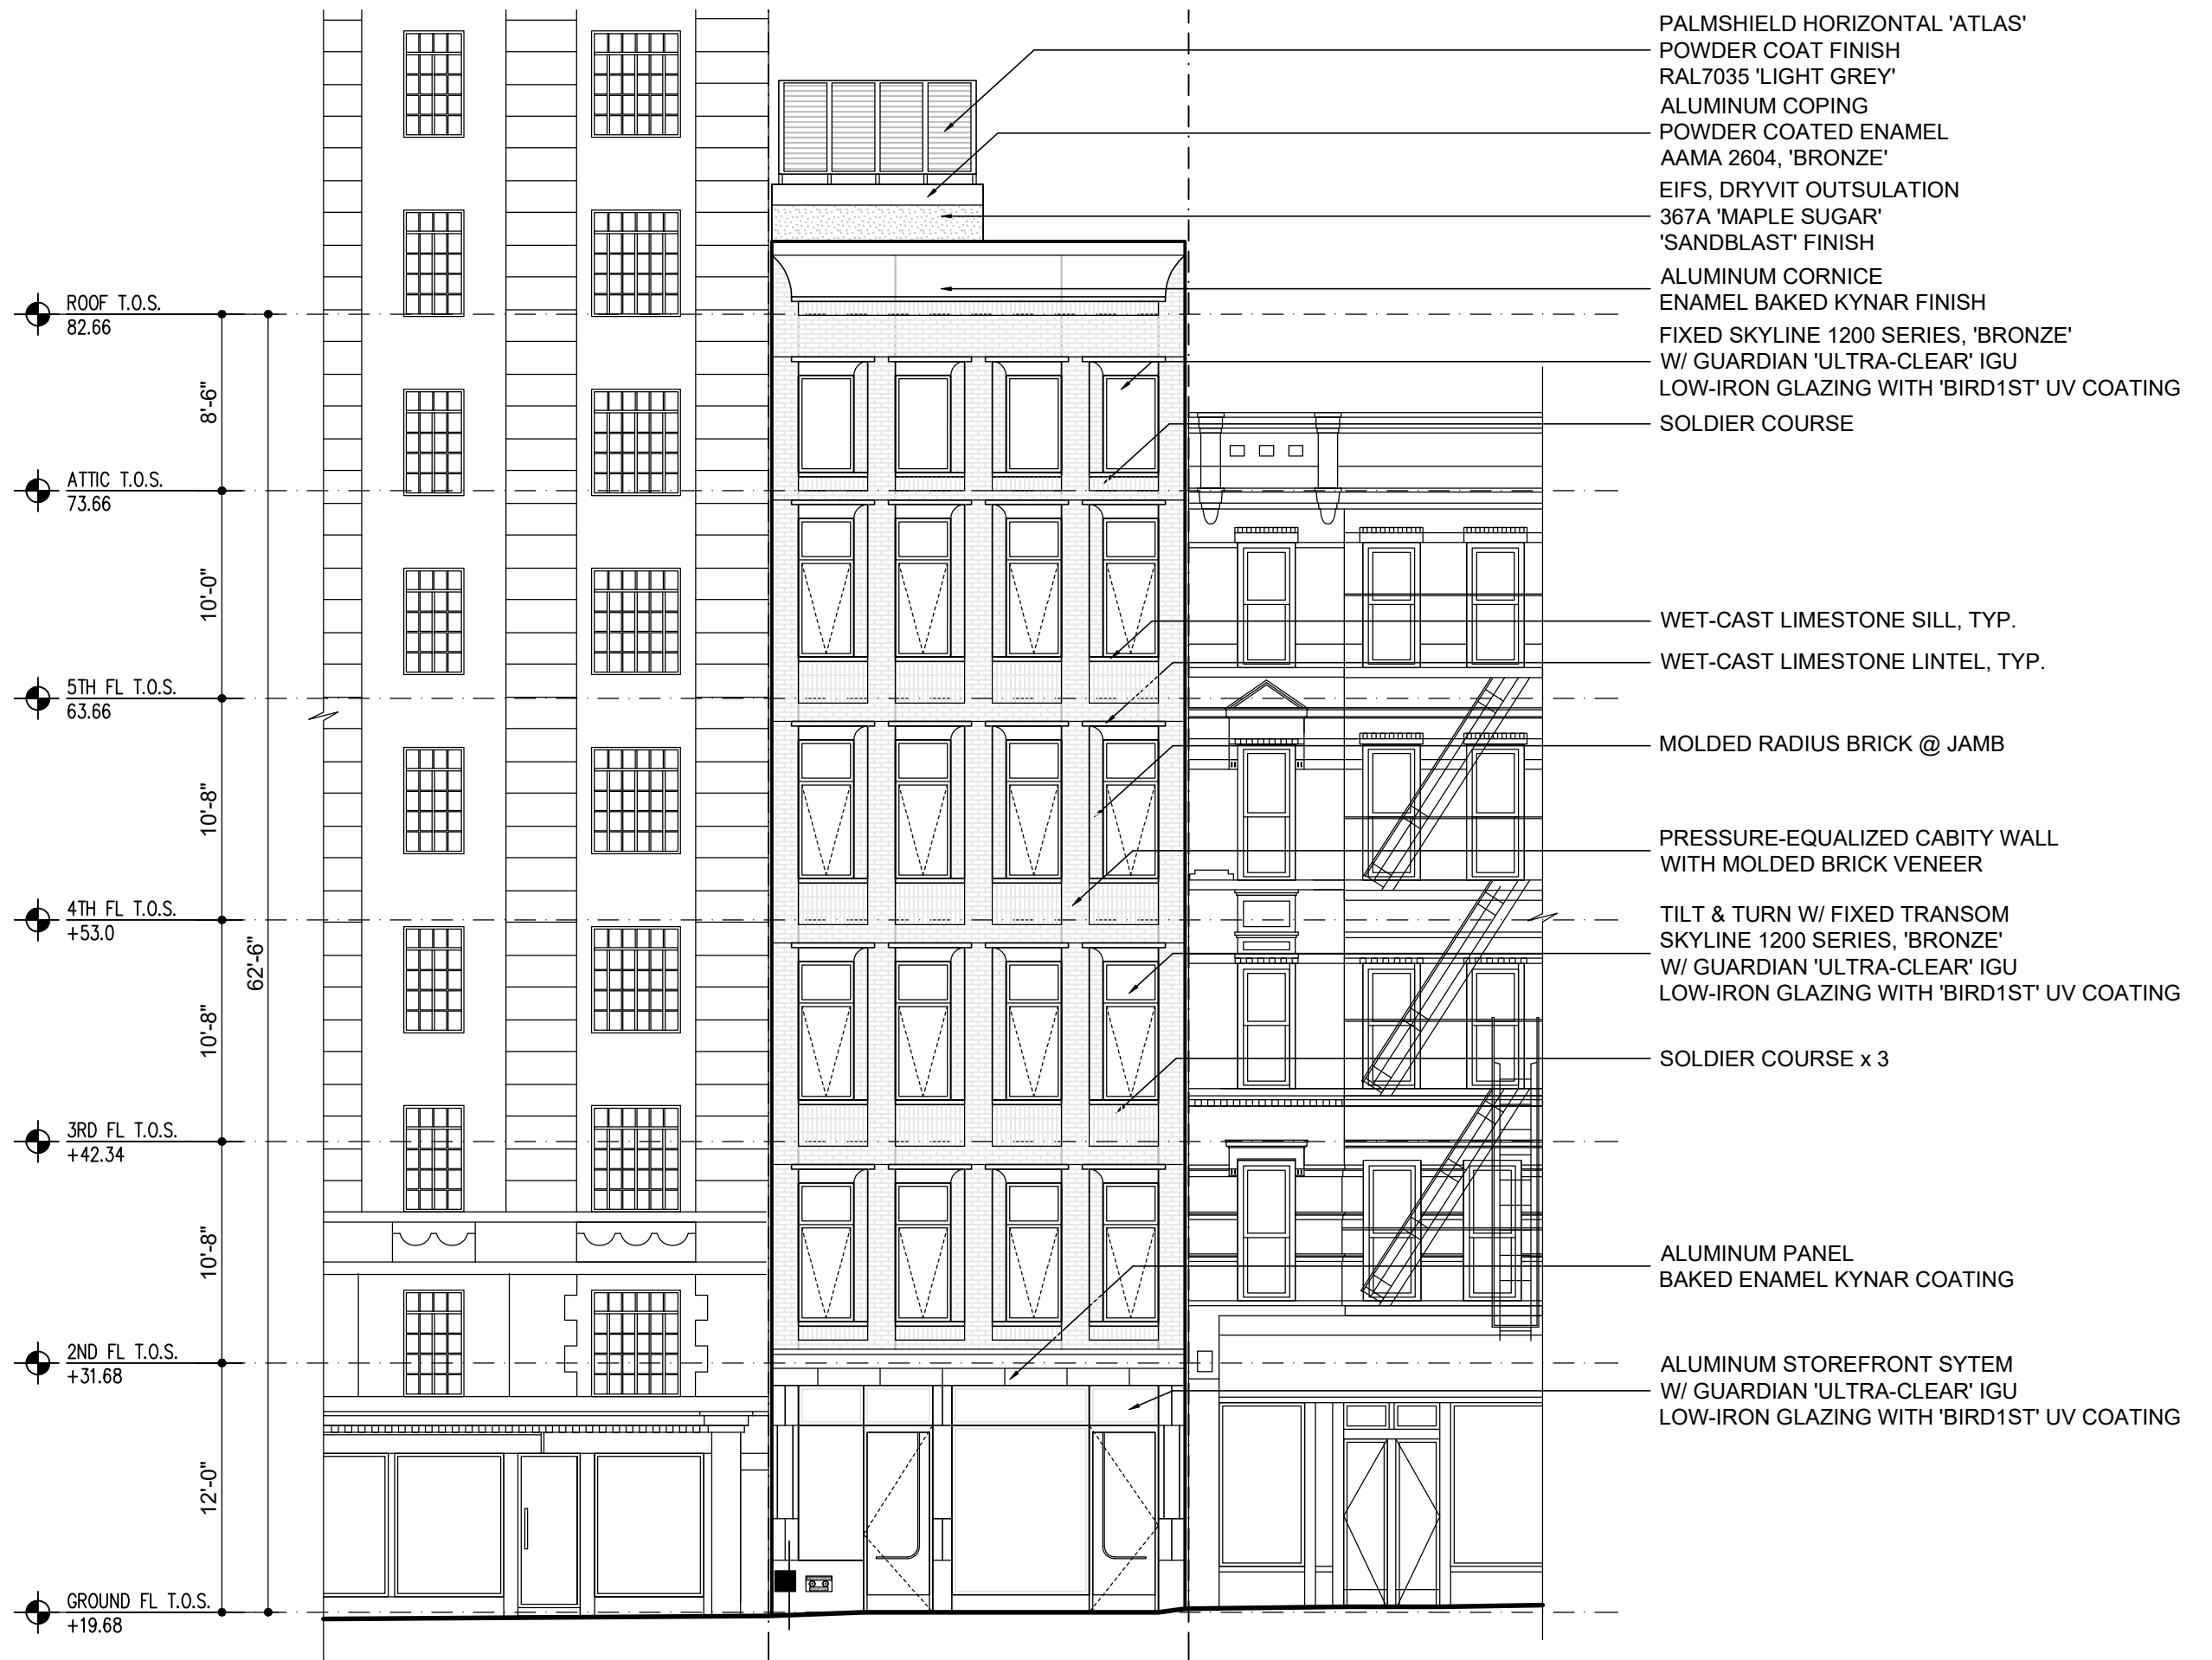 PALMSHIELD HORIZONTAL 'ATLAS'
POWDER COAT FINISH
RAL7035 'LIGHT GREY'
ALUMINUM COPING
POWDER COATED ENAMEL
AAMA 2604, 'BRONZE'
EIFS, DRYVIT OUTSULATION
367A 'MAPLE SUGAR'
'SANDBLAST' FINISH
ALUMINUM CORNICE
ENAMEL BAKED KYNAR FINISH
FIXED SKYLINE 1200 SERIES, 'BRONZE'
W/ GUARDIAN 'ULTRA-CLEAR' IGU
LOW-IRON GLAZING WITH 'BIRD1ST' UV COATING
SOLDIER COURSE
WET-CAST LIMESTONE SILL, TYP.
WET-CAST LIMESTONE LINTEL, TYP.
MOLDED RADIUS BRICK @ JAMB
PRESSURE-EQUALIZED CABITY WALL
WITH MOLDED BRICK VENEER
TILT & TURN W/ FIXED TRANSOM
SKYLINE 1200 SERIES, 'BRONZE'
W/ GUARDIAN 'ULTRA-CLEAR' IGU
LOW-IRON GLAZING WITH 'BIRD1ST' UV COATING
SOLDIER COURSE x 3
ALUMINUM PANEL
BAKED ENAMEL KYNAR COATING
ALUMINUM STOREFRONT SYTEM
W/ GUARDIAN 'ULTRA-CLEAR' IGU
LOW-IRON GLAZING WITH 'BIRD1ST' UV COATING
ROOF T.O.S.
82.66
8'-6"
ATTIC T.O.S.
73.66
10'-0"
5TH FL T.O.S.
63.66
10'-8"
4TH FL T.O.S.
+53.0
62'-6"
10'-8"
3RD FL T.O.S.
+42.34
10'-8"
2ND FL T.O.S.
+31.68
12'-0"
GROUND FL T.O.S.
+19.68